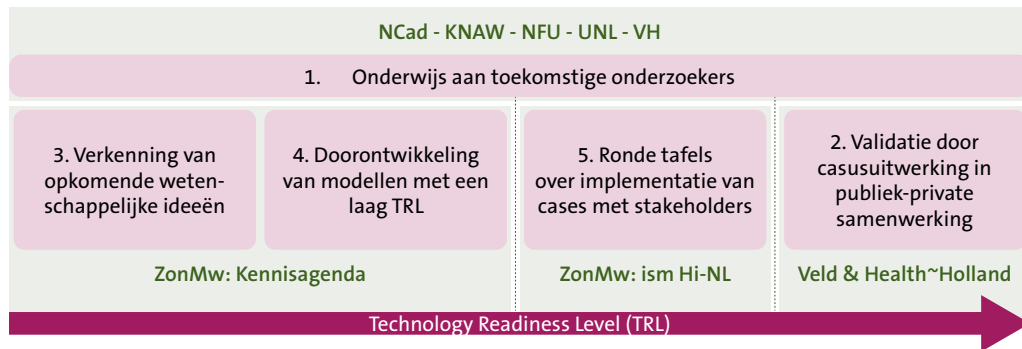 NCad - KNAW - NFU - UNL - VH
1. Onderwijs aan toekomstige onderzoekers
3. Verkenning van
opkomende weten-
schappelijke ideeën
4. Doorontwikkeling
van modellen met een
laag TRL
5. Ronde tafels
over implementatie van
cases met stakeholders
2. Validatie door
casusuitwerking in
publiek-private
samenwerking
ZonMw: Kennisagenda
ZonMw: ism Hi-NL
Veld & Health~Holland
Technology Readiness Level (TRL)